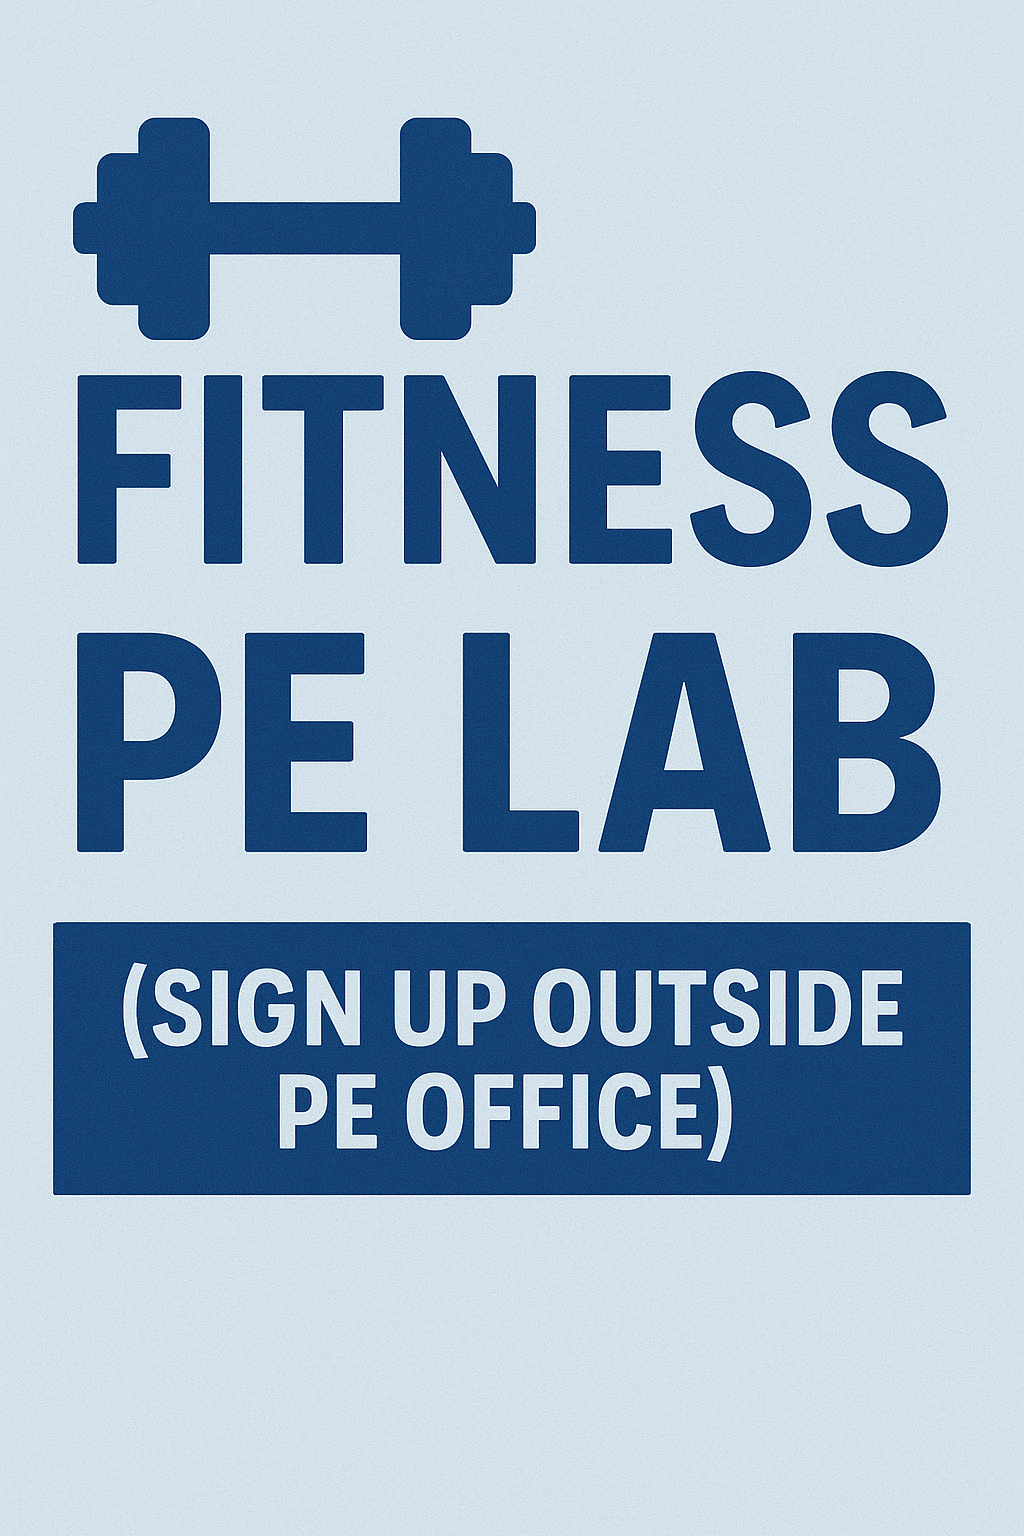 FITNESS
PE LAB
(SIGN UP OUTSIDE
PE OFFICE)